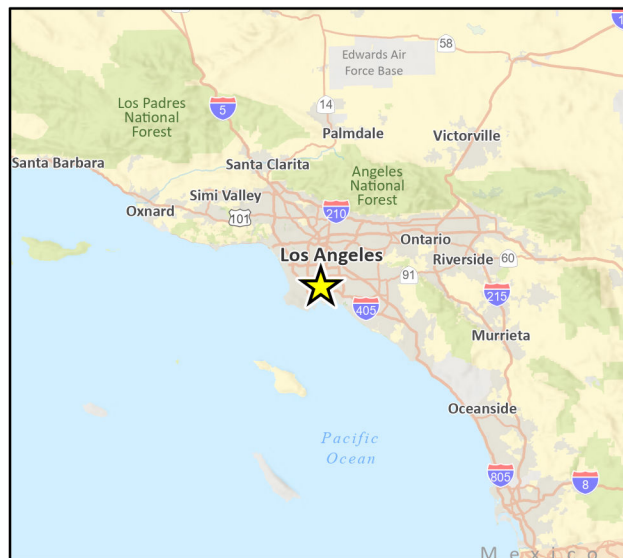 58
Edwards Air
Force Base
14
5
Los Padres
National
Forest
Palmdale
Victorville
Santa Barbara
Santa Clarita
Angeles
National
Forest
Simi Valley
Oxnard
101
210
Los Angeles
Ontario
Riverside
60
91
215
405
Murrieta
Oceanside
Pacific
Ocean
805
8
Mexico